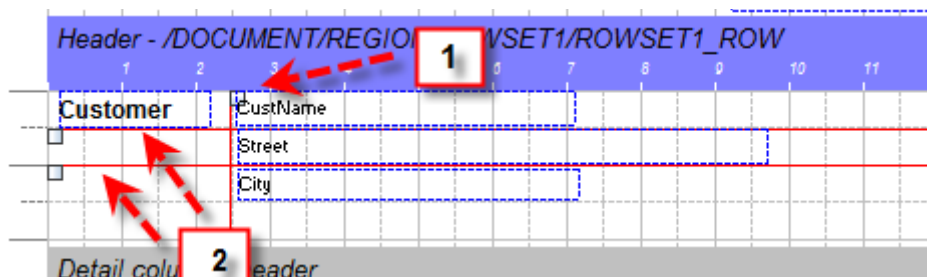 Header - /DOCUMENT/REGIO WSET1/ROWSET1_ROW
1
1 2 3 6 7 8 9 10 11
Customer CustName
Street
City
2
Detail colu eader